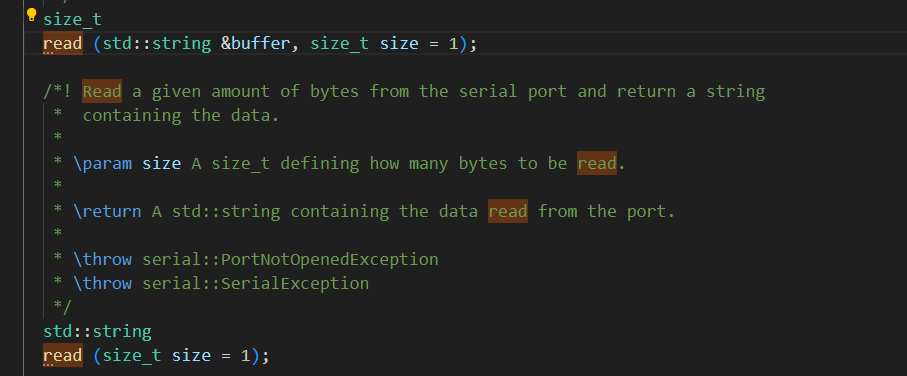 size_t
read (std::string &buffer, size_t size = 1);
/*! Read a given amount of bytes from the serial port and return a string
*  containing the data.
*
* \param size A size_t defining how many bytes to be read.
*
* \return A std::string containing the data read from the port.
*
* \throw serial::PortNotOpenedException
* \throw serial::SerialException
*/
std::string
read (size_t size = 1);